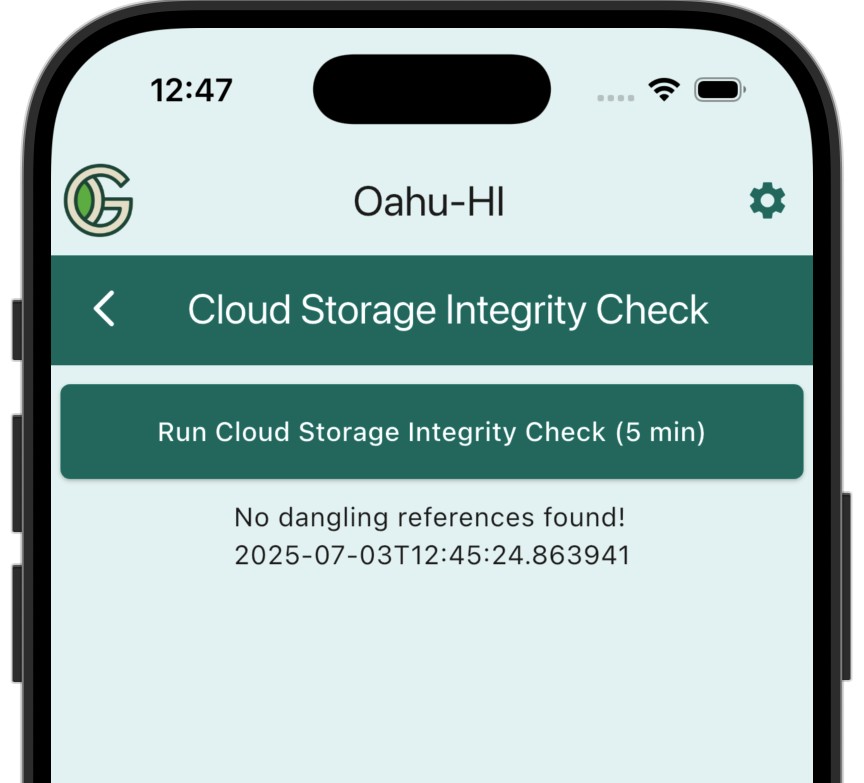 12:47
Oahu-HI
Cloud Storage Integrity Check
Run Cloud Storage Integrity Check (5 min)
No dangling references found!
2025-07-03T12:45:24.863941